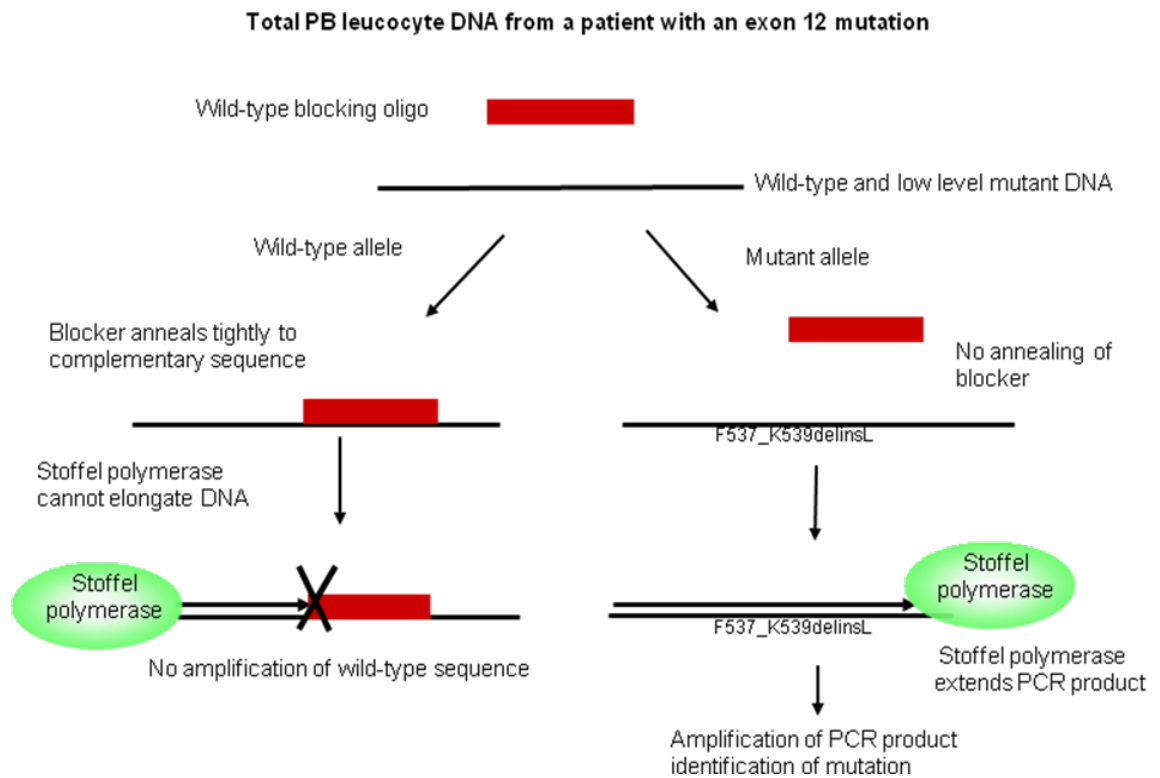 Total PB leucocyte DNA from a patient with an exon 12 mutation
Wild-type blocking oligo
Wild-type and low level mutant DNA
Wild-type allele
Mutant allele
Blocker anneals tightly to
complementary sequence
No annealing of
blocker
F537_K539delinsL
Stoffel polymerase
cannot elongate DNA
Stoffel
polymerase
Stoffel
polymerase
F537_K539delinsL
No amplification of wild-type sequence
Stoffel polymerase
extends PCR product
Amplification of PCR product
identification of mutation